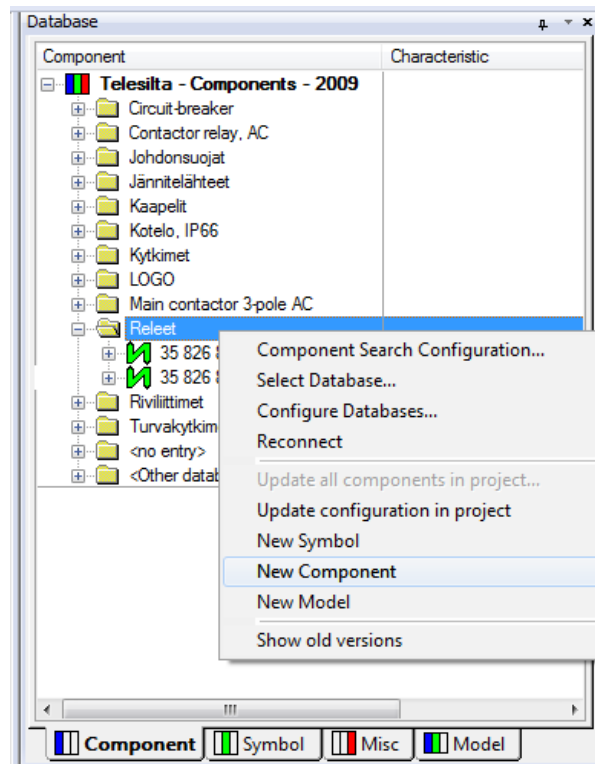 Database
Component Characteristic
Telesilta - Components - 2009
Circuit-breaker
Contactor relay, AC
Johdonsuojat
Jännitelähteet
Kaapelit
Kotelo, IP66
Kytkimet
LOGO
Main contactor 3-pole AC
Releet
35 826
35 826
Riviliittimet
Turvakytkim
<no entry>
<Other datab
Component Search Configuration...
Select Database...
Configure Databases...
Reconnect
Update all components in project...
Update configuration in project
New Symbol
New Component
New Model
Show old versions
Component Symbol Misc Model